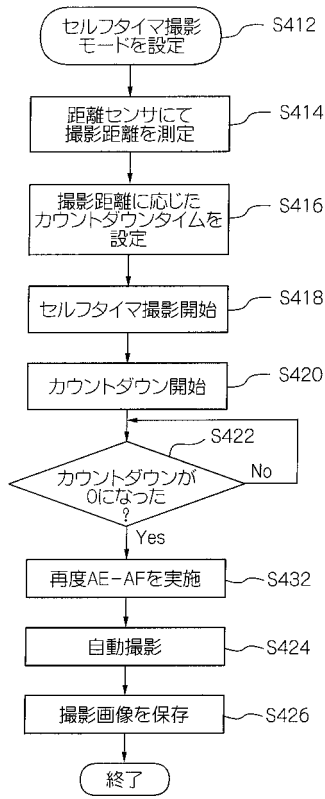 セルフタイマ撮影
モードを設定
S412
距離センサにて
撮影距離を測定
S414
撮影距離に応じた
カウントダウンタイムを
設定
S416
セルフタイマ撮影開始
S418
カウントダウン開始
S420
S422
カウントダウンが
0になった
?
No
Yes
再度AE-AFを実施
S432
自動撮影
S424
撮影画像を保存
S426
終了